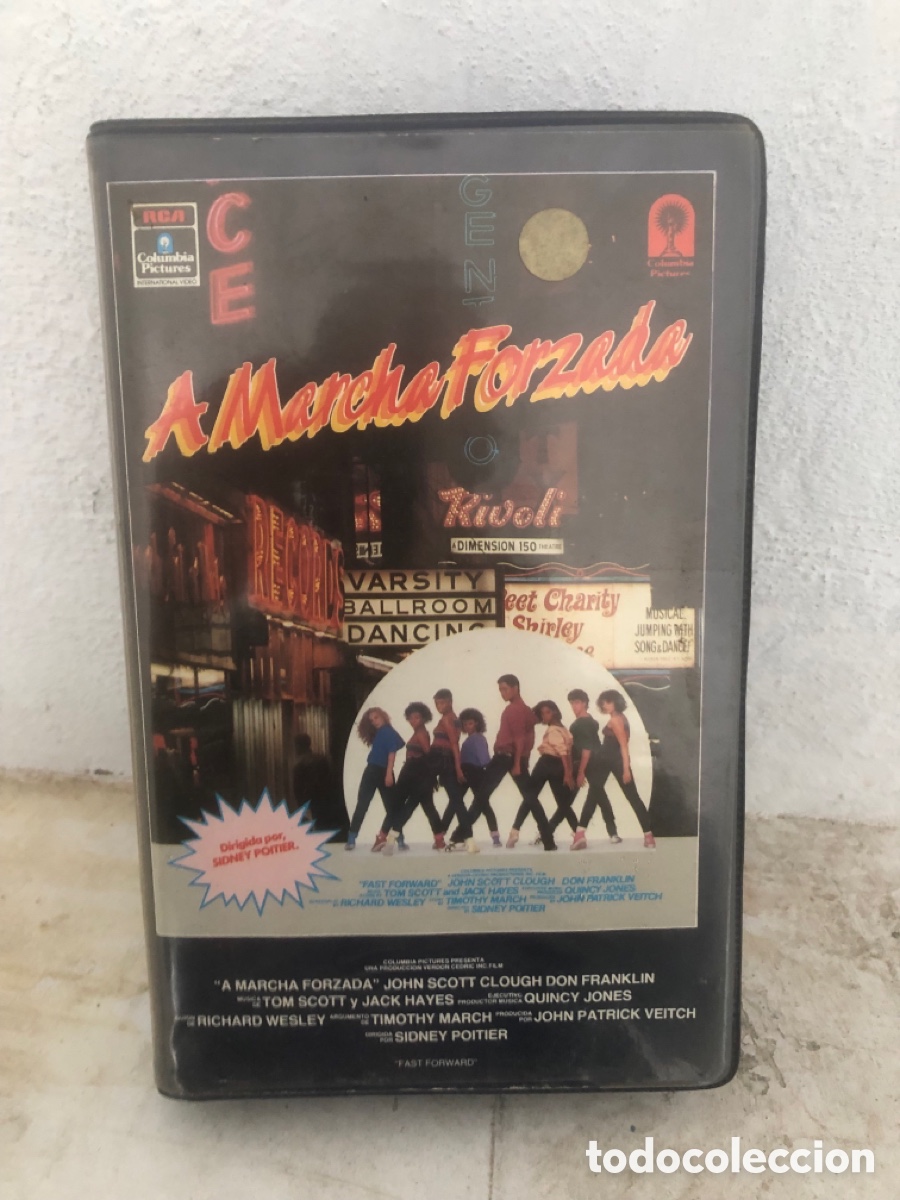 RCA
Columbia
Pictures
INTERNATIONAL VIDEO
CE
GENT
Columbia
Pictures
A Marcha Forzada
O
Rivoli
A DIMENSION 150 THEATRE
VARSITY
BALLROOM
DANCING
eet Charity
Shirley
MUSICAL
JUMPING WITH
SONG & DANCE
Dirigida por,
SIDNEY POITIER.
"FAST FORWARD" JOHN SCOTT CLOUGH DON FRANKLIN
TOM SCOTT and JACK HAYES QUINCY JONES
RICHARD WESLEY TIMOTHY MARCH JOHN PATRICK VEITCH
SIDNEY POITIER
COLUMBIA PICTURES PRESENTA
UNA PRODUCCION VERDON CEDRIC INC. FILM
"A MARCHA FORZADA" JOHN SCOTT CLOUGH DON FRANKLIN
MUSICA DE TOM SCOTT y JACK HAYES EJECUTIVO PRODUCTOR MUSICA QUINCY JONES
RICHARD WESLEY ARGUMENTO DE TIMOTHY MARCH PRODUCIDA POR JOHN PATRICK VEITCH
DIRIGIDA POR SIDNEY POITIER
"FAST FORWARD"
todocoleccion